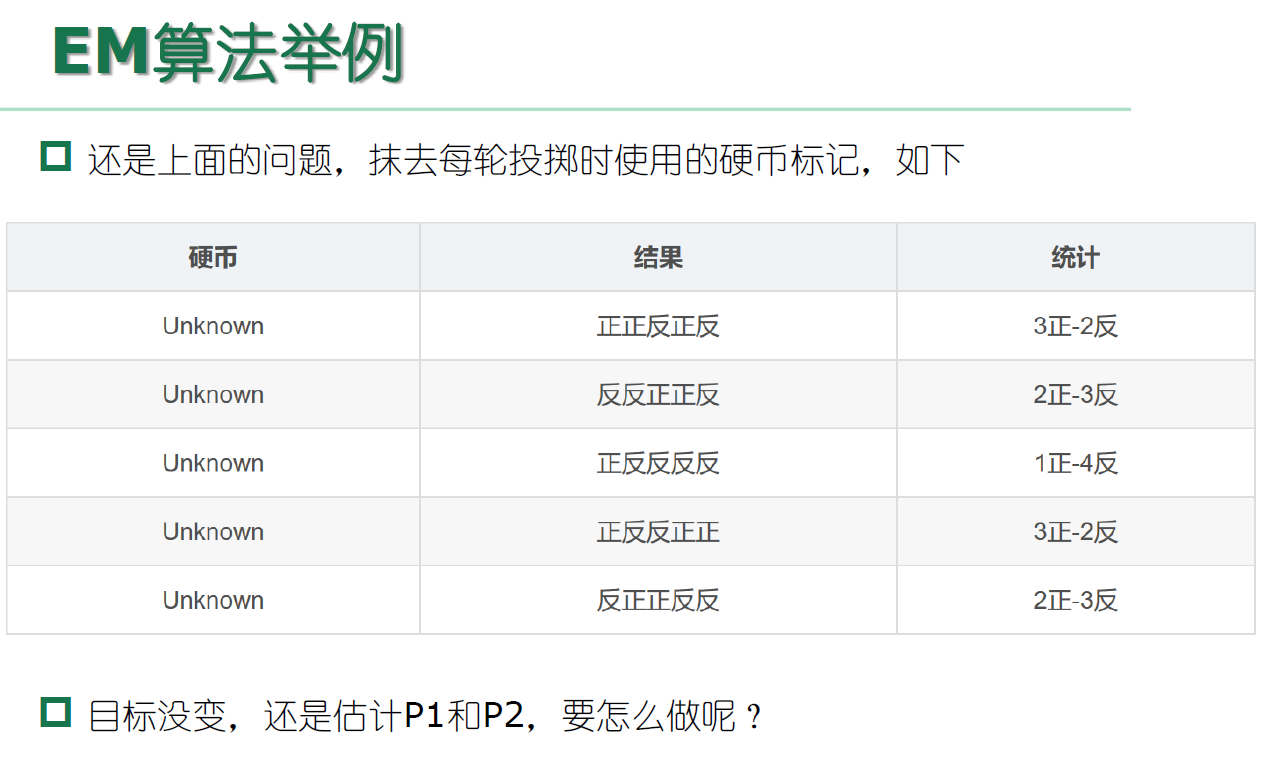 EM算法举例
还是上面的问题，抹去每轮投掷时使用的硬币标记，如下
硬币 结果 统计
Unknown 正正反正反 3正-2反
Unknown 反反正正反 2正-3反
Unknown 正反反反反 1正-4反
Unknown 正反反正正 3正-2反
Unknown 反正正反反 2正-3反
目标没变，还是估计P1和P2，要怎么做呢？